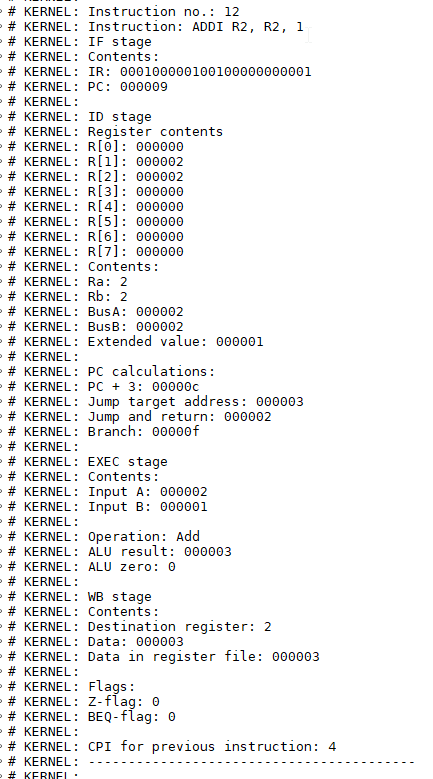 # KERNEL: Instruction no.: 12
# KERNEL: Instruction: ADDI R2, R2, 1
# KERNEL: IF stage
# KERNEL: Contents:
# KERNEL: IR: 000100000100100000000001
# KERNEL: PC: 000009
# KERNEL:
# KERNEL: ID stage
# KERNEL: Register contents
# KERNEL: R[0]: 000000
# KERNEL: R[1]: 000002
# KERNEL: R[2]: 000002
# KERNEL: R[3]: 000000
# KERNEL: R[4]: 000000
# KERNEL: R[5]: 000000
# KERNEL: R[6]: 000000
# KERNEL: R[7]: 000000
# KERNEL: Contents:
# KERNEL: Ra: 2
# KERNEL: Rb: 2
# KERNEL: BusA: 000002
# KERNEL: BusB: 000002
# KERNEL: Extended value: 000001
# KERNEL:
# KERNEL: PC calculations:
# KERNEL: PC + 3: 00000c
# KERNEL: Jump target address: 000003
# KERNEL: Jump and return: 000002
# KERNEL: Branch: 00000f
# KERNEL:
# KERNEL: EXEC stage
# KERNEL: Contents:
# KERNEL: Input A: 000002
# KERNEL: Input B: 000001
# KERNEL:
# KERNEL: Operation: Add
# KERNEL: ALU result: 000003
# KERNEL: ALU zero: 0
# KERNEL:
# KERNEL: WB stage
# KERNEL: Contents:
# KERNEL: Destination register: 2
# KERNEL: Data: 000003
# KERNEL: Data in register file: 000003
# KERNEL:
# KERNEL: Flags:
# KERNEL: Z-flag: 0
# KERNEL: BEQ-flag: 0
# KERNEL:
# KERNEL: CPI for previous instruction: 4
# KERNEL: -----------------------------------------
# KERNEL: